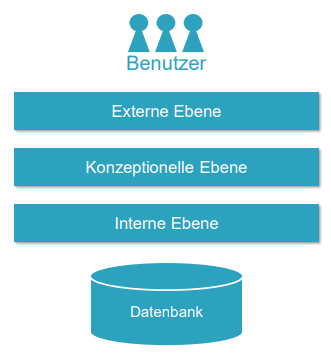 Benutzer
Externe Ebene
Konzeptionelle Ebene
Interne Ebene
Datenbank